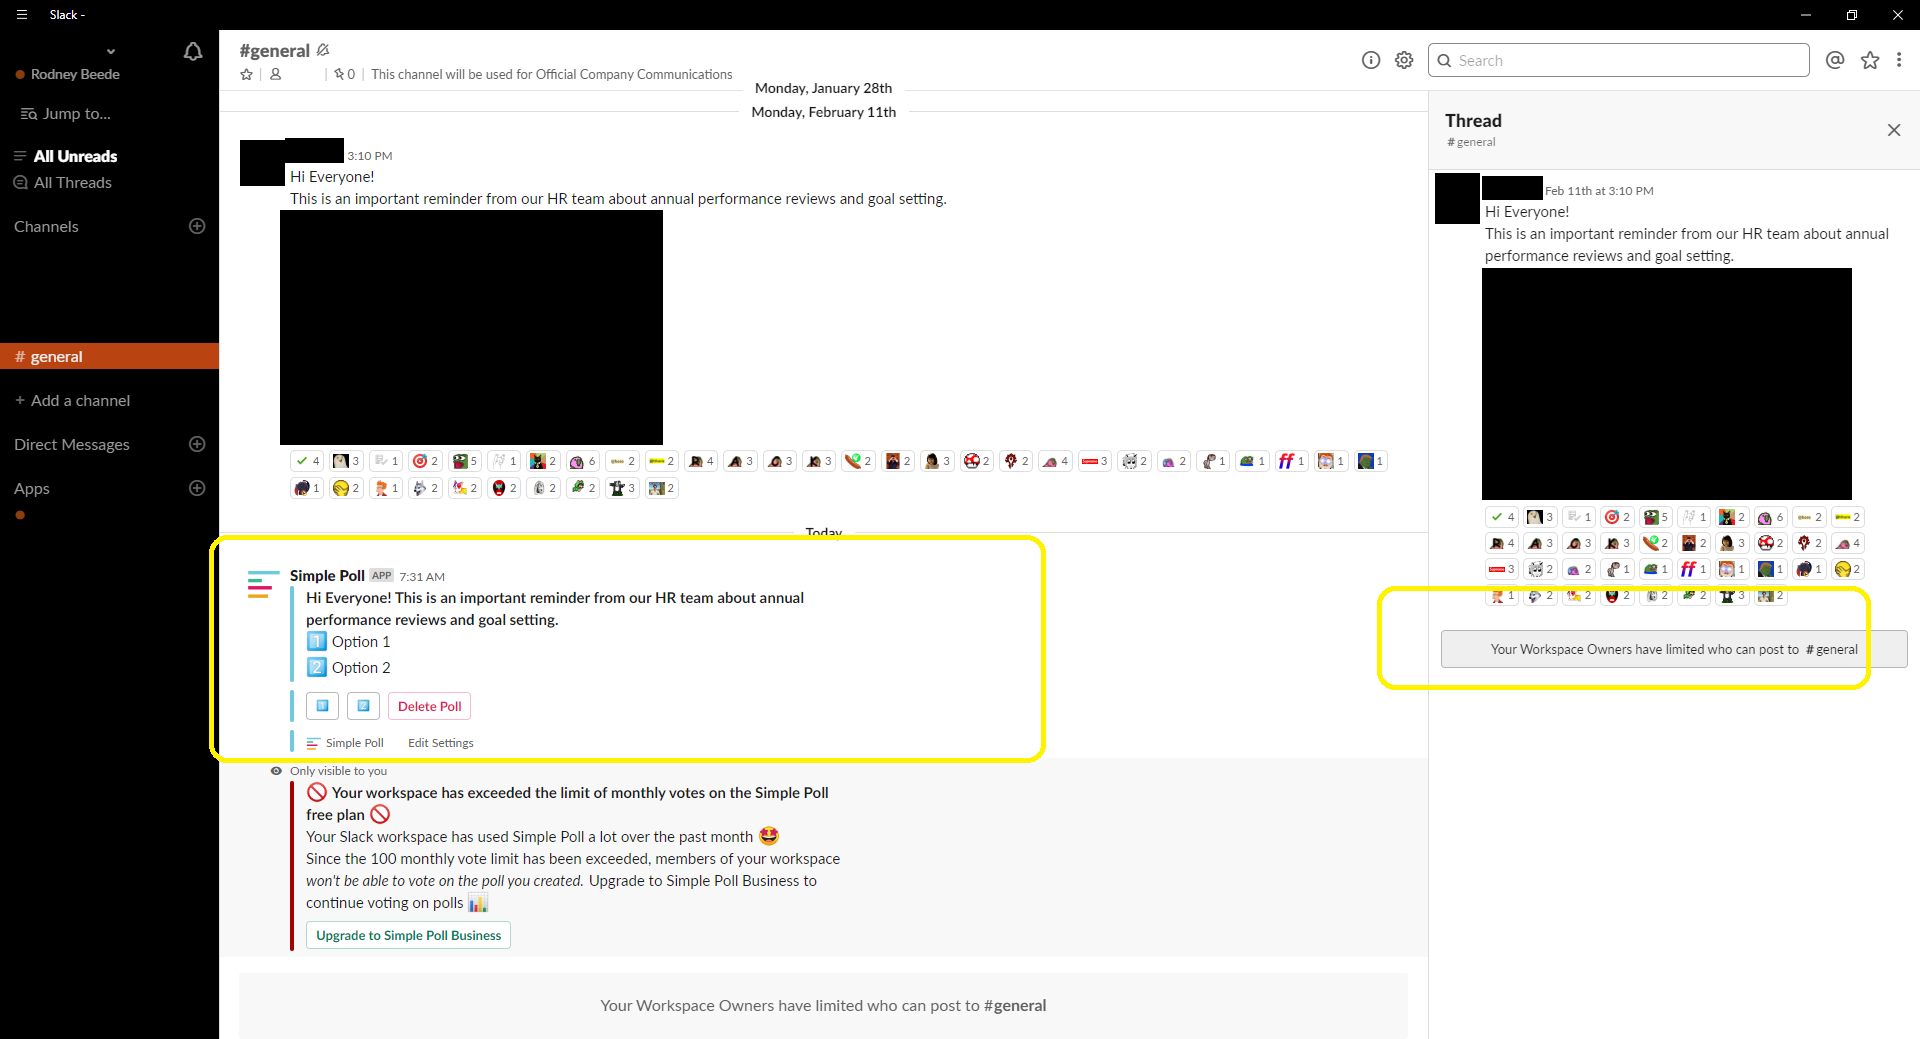 Slack -
Rodney Beede
Jump to...
All Unreads
All Threads
Channels
# general
+ Add a channel
Direct Messages
Apps
#general
0
This channel will be used for Official Company Communications
Search
Monday, January 28th
Monday, February 11th
3:10 PM
Hi Everyone!
This is an important reminder from our HR team about annual performance reviews and goal setting.
4 3 1 2 5 1 2 6 2 2 4 3 3 3 2 2 3 2 2 4 3 2 2 1 1 ff 1 1 1
1 2 1 2 2 2 2 2 3 2
Today
Simple Poll APP 7:31 AM
Hi Everyone! This is an important reminder from our HR team about annual
performance reviews and goal setting.
1 Option 1
2 Option 2
1 2 Delete Poll
Simple Poll Edit Settings
Only visible to you
Your workspace has exceeded the limit of monthly votes on the Simple Poll
free plan
Your Slack workspace has used Simple Poll a lot over the past month
Since the 100 monthly vote limit has been exceeded, members of your workspace
won't be able to vote on the poll you created. Upgrade to Simple Poll Business to
continue voting on polls
Upgrade to Simple Poll Business
Your Workspace Owners have limited who can post to #general
Thread
# general
Feb 11th at 3:10 PM
Hi Everyone!
This is an important reminder from our HR team about annual
performance reviews and goal setting.
4 3 1 2 5 1 2 6 2 2
4 3 3 3 2 2 3 2 2 4
3 2 2 1 1 ff 1 1 1 1 2
1 2 2 2 2 2 3 2
Your Workspace Owners have limited who can post to # general